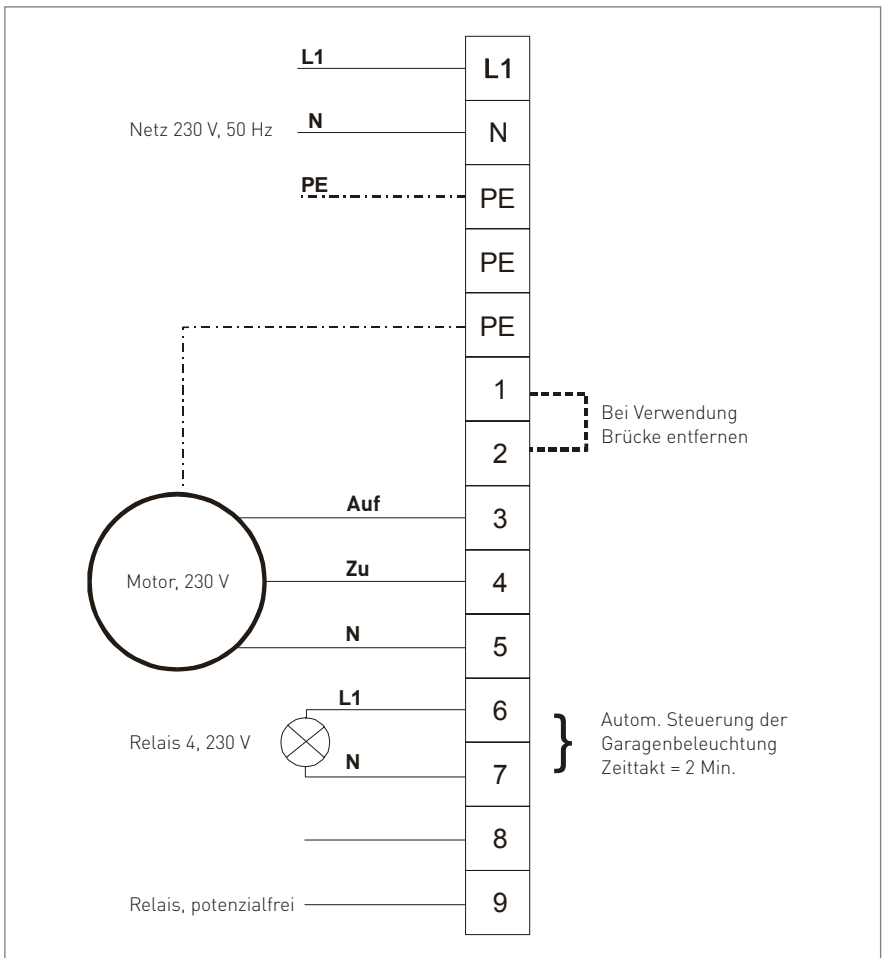 L1 L1
Netz 230 V, 50 Hz N N
PE PE
PE
PE
1
Bei Verwendung
Brücke entfernen
2
Auf 3
Motor, 230 V Zu 4
N 5
L1 6
Relais 4, 230 V
Autom. Steuerung der
Garagenbeleuchtung
Zeittakt = 2 Min.
N 7
8
Relais, potenzialfrei 9